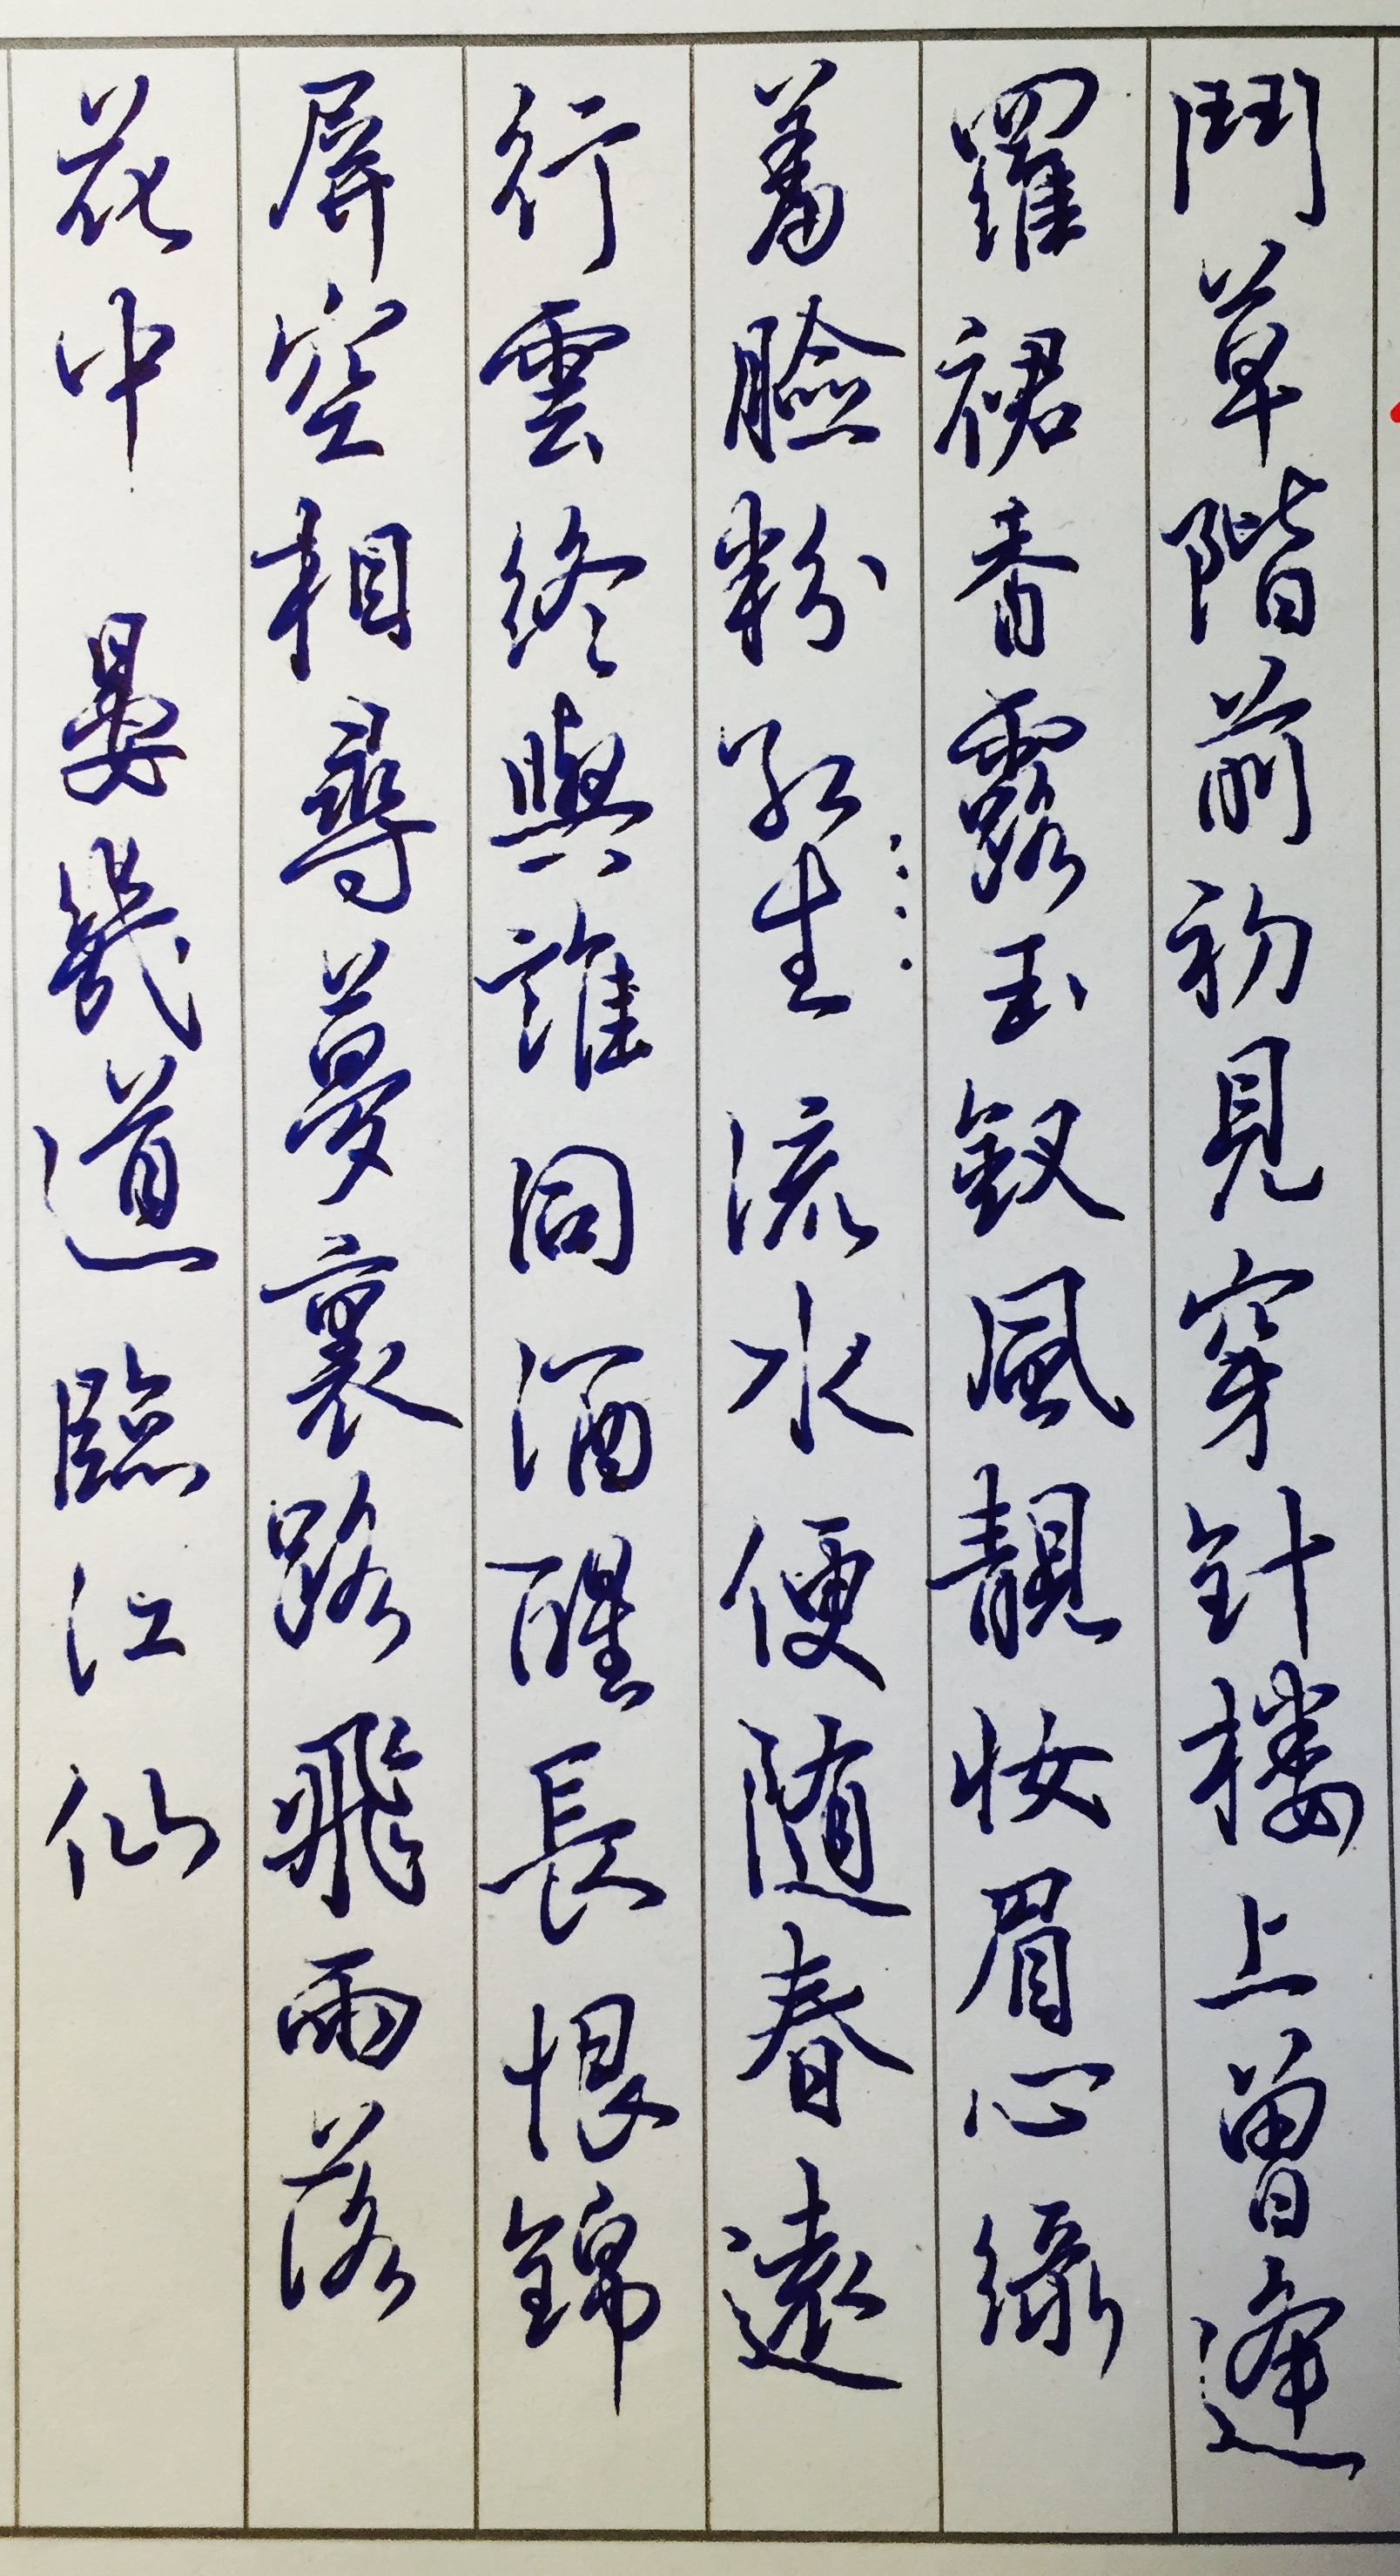 鬥草階前初見穿針樓上曾逢
羅裙香露玉釵風靚妝眉心
羞臉粉紅生流水便随春遠
行雲終與誰同酒醒長恨錦
屏空相尋夢裏路飛雨落
花中 晏幾道 臨江仙